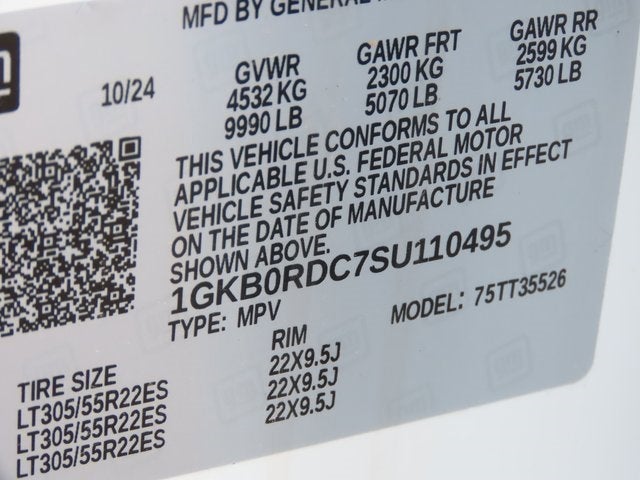 MFD BY GENERAL
10/24
GVWR
4532 KG
9990 LB
GAWR FRT
2300 KG
5070 LB
GAWR RR
2599 KG
5730 LB
THIS VEHICLE CONFORMS TO ALL
APPLICABLE U.S. FEDERAL MOTOR
VEHICLE SAFETY STANDARDS IN EFFECT
ON THE DATE OF MANUFACTURE
SHOWN ABOVE.
1GKB0RDC7SU110495
TYPE: MPV
MODEL: 75TT35526
TIRE SIZE
LT305/55R22ES
LT305/55R22ES
LT305/55R22ES
RIM
22X9.5J
22X9.5J
22X9.5J